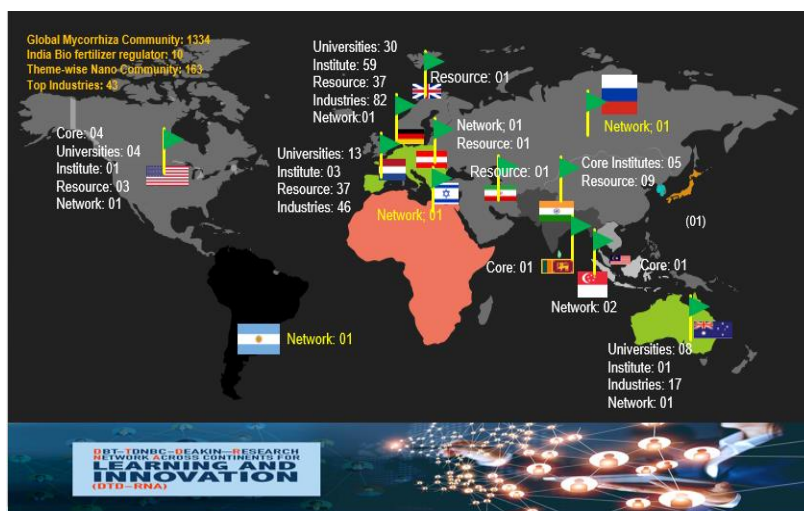 Global Mycorrhiza Community: 1334
India Bio fertilizer regulator: 10
Theme-wise Nano Community: 163
Top Industries: 43
Core: 04
Universities: 04
Institute: 01
Resource: 03
Network: 01
Universities: 30
Institute: 59
Resource: 37
Industries: 82
Network:01
Resource: 01
Network; 01
Resource: 01
Network; 01
Universities: 13
Institute: 03
Resource: 37
Industries: 46
Network; 01
Resource: 01
Core Institutes: 05
Resource: 09
(01)
Core: 01
Core: 01
Network: 02
Network: 01
Universities: 08
Institute: 01
Industries: 17
Network: 01
DBT-TDNBC-DEAKIN-RESEARCH
NETWORK ACROSS CONTINENTS FOR
LEARNING AND
INNOVATION
(DTD-RNA)